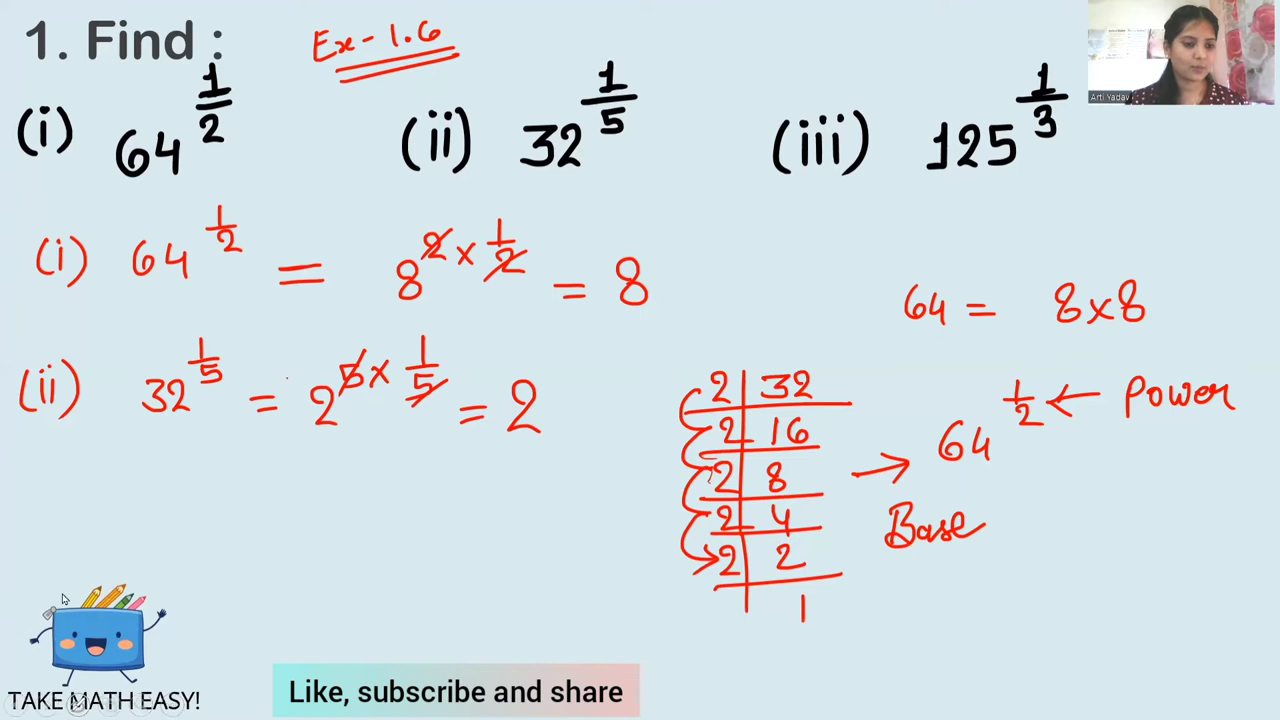 1. Find :
Ex - 1.6
Arti Yadav
(i) 64^(1/2) (ii) 32^(1/5) (iii) 125^(1/3)
(i) 64^(1/2) = 8^(2 × 1/2) = 8
64 = 8 × 8
(ii) 32^(1/5) = 2^(5 × 1/5) = 2
2 | 32
2 | 16
2 | 8
2 | 4
2 | 2
1
→ 64^(1/2) ← Power
Base
TAKE MATH EASY!
Like, subscribe and share